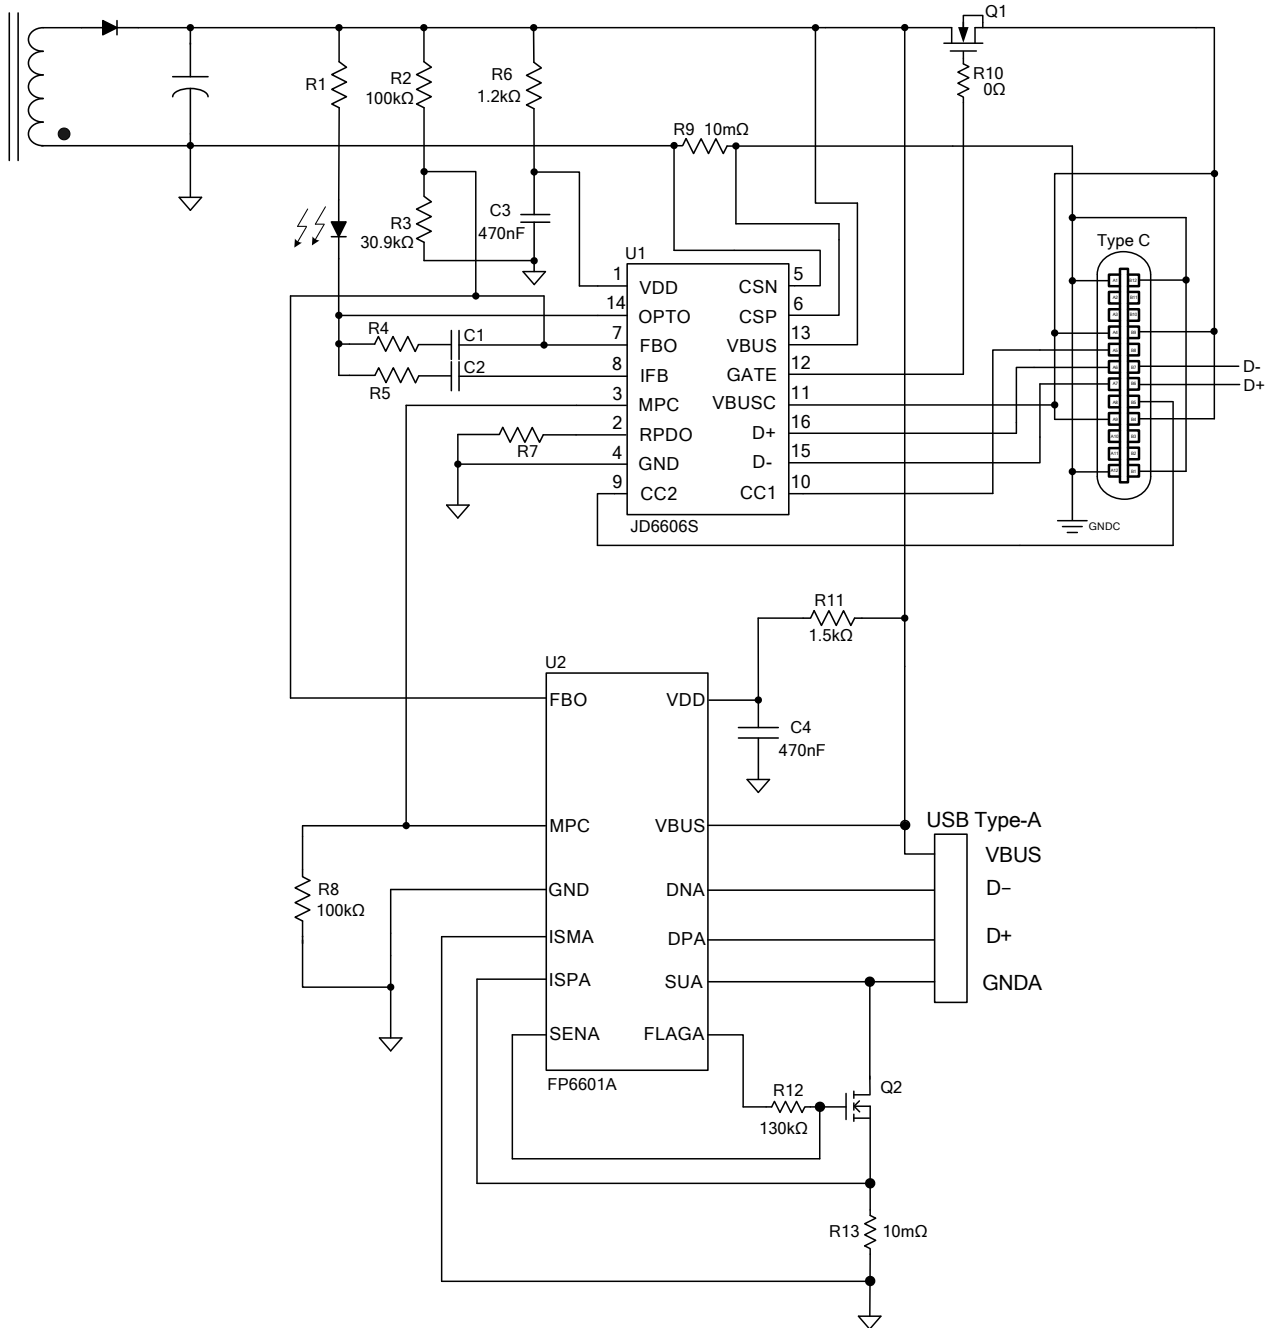 Q1
R1
R2
100kΩ
R6
1.2kΩ
R10
0Ω
R9 10mΩ
R3
30.9kΩ
C3
470nF
Type C
U1
1 VDD
14 OPTO
7 FBO
8 IFB
3 MPC
2 RPDO
4 GND
9 CC2
CSN 5
CSP 6
VBUS 13
GATE 12
VBUSC 11
D+ 16
D- 15
CC1 10
JD6606S
R4
C1
R5
C2
R7
D-
D+
GNDC
R11
1.5kΩ
U2
FBO
VDD
C4
470nF
MPC
VBUS
USB Type-A
VBUS
R8
100kΩ
GND
DNA
D−
ISMA
DPA
D+
ISPA
SUA
GNDA
SENA
FLAGA
FP6601A
R12
130kΩ
Q2
R13 10mΩ